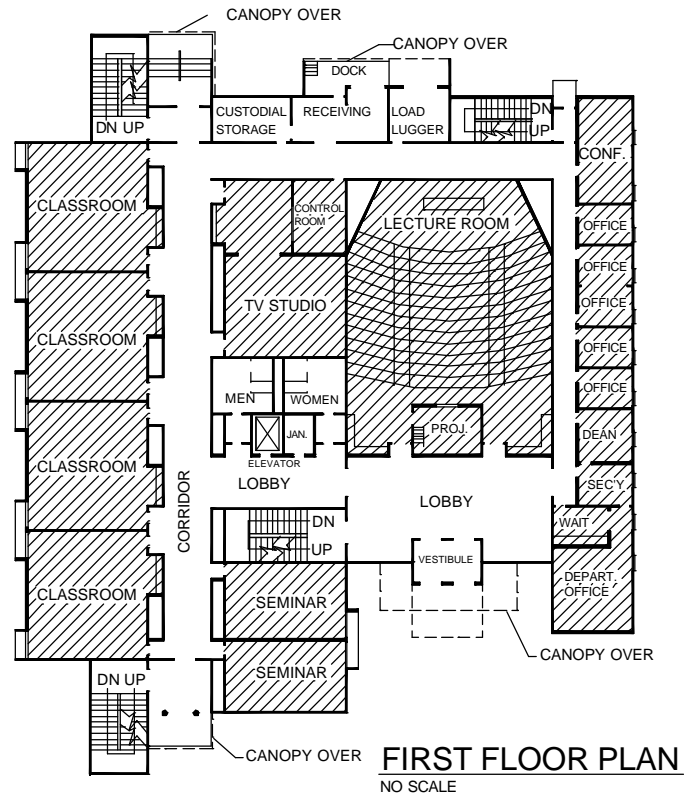 CANOPY OVER
CANOPY OVER
DOCK
CUSTODIAL
STORAGE
RECEIVING
LOAD
LUGGER
DN UP
DN
UP
CONF.
CLASSROOM
CONTROL
ROOM
LECTURE ROOM
OFFICE
OFFICE
OFFICE
TV STUDIO
CLASSROOM
OFFICE
OFFICE
MEN
WOMEN
JAN.
PROJ.
DEAN
ELEVATOR
CLASSROOM
LOBBY
LOBBY
SEC'Y
CORRIDOR
DN
UP
WAIT
VESTIBULE
CLASSROOM
SEMINAR
DEPART.
OFFICE
SEMINAR
CANOPY OVER
DN UP
CANOPY OVER
FIRST FLOOR PLAN
NO SCALE